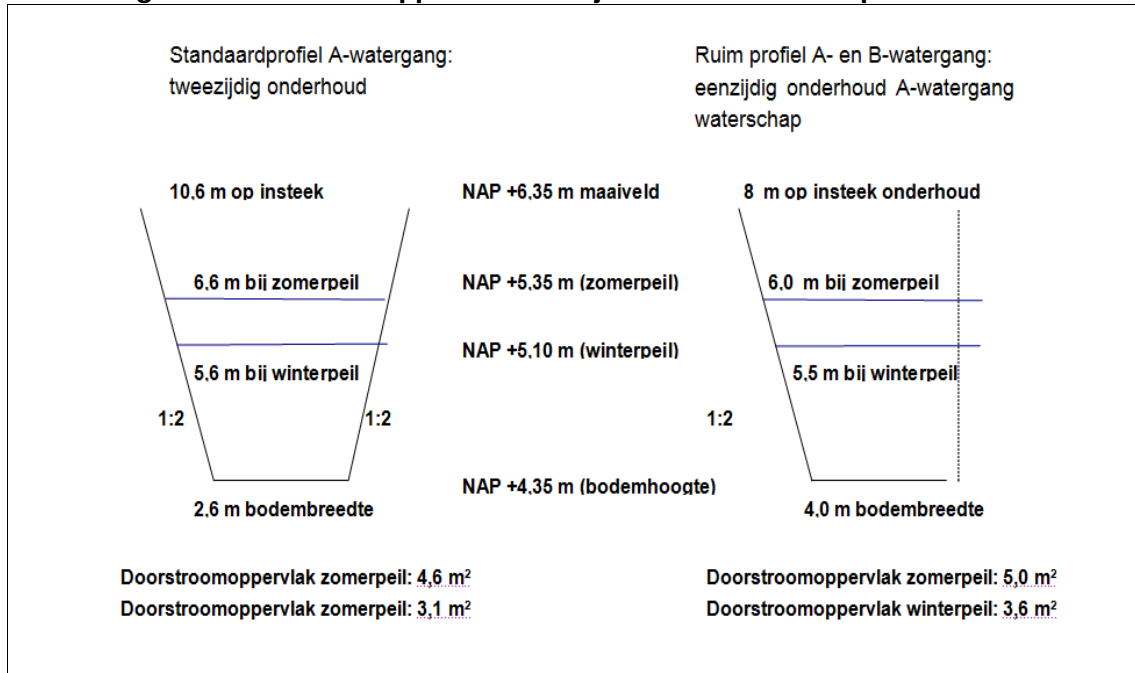 Standaardprofiel A-watergang:
tweezijdig onderhoud
Ruim profiel A- en B-watergang:
eenzijdig onderhoud A-watergang
waterschap
10,6 m op insteek
NAP +6,35 m maaiveld
8 m op insteek onderhoud
6,6 m bij zomerpeil
NAP +5,35 m (zomerpeil)
6,0 m bij zomerpeil
NAP +5,10 m (winterpeil)
5,6 m bij winterpeil
5,5 m bij winterpeil
1:2
1:2
1:2
NAP +4,35 m (bodemhoogte)
2,6 m bodembreedte
4,0 m bodembreedte
Doorstroomoppervlak zomerpeil: 4,6 m²
Doorstroomoppervlak zomerpeil: 3,1 m²
Doorstroomoppervlak zomerpeil: 5,0 m²
Doorstroomoppervlak winterpeil: 3,6 m²